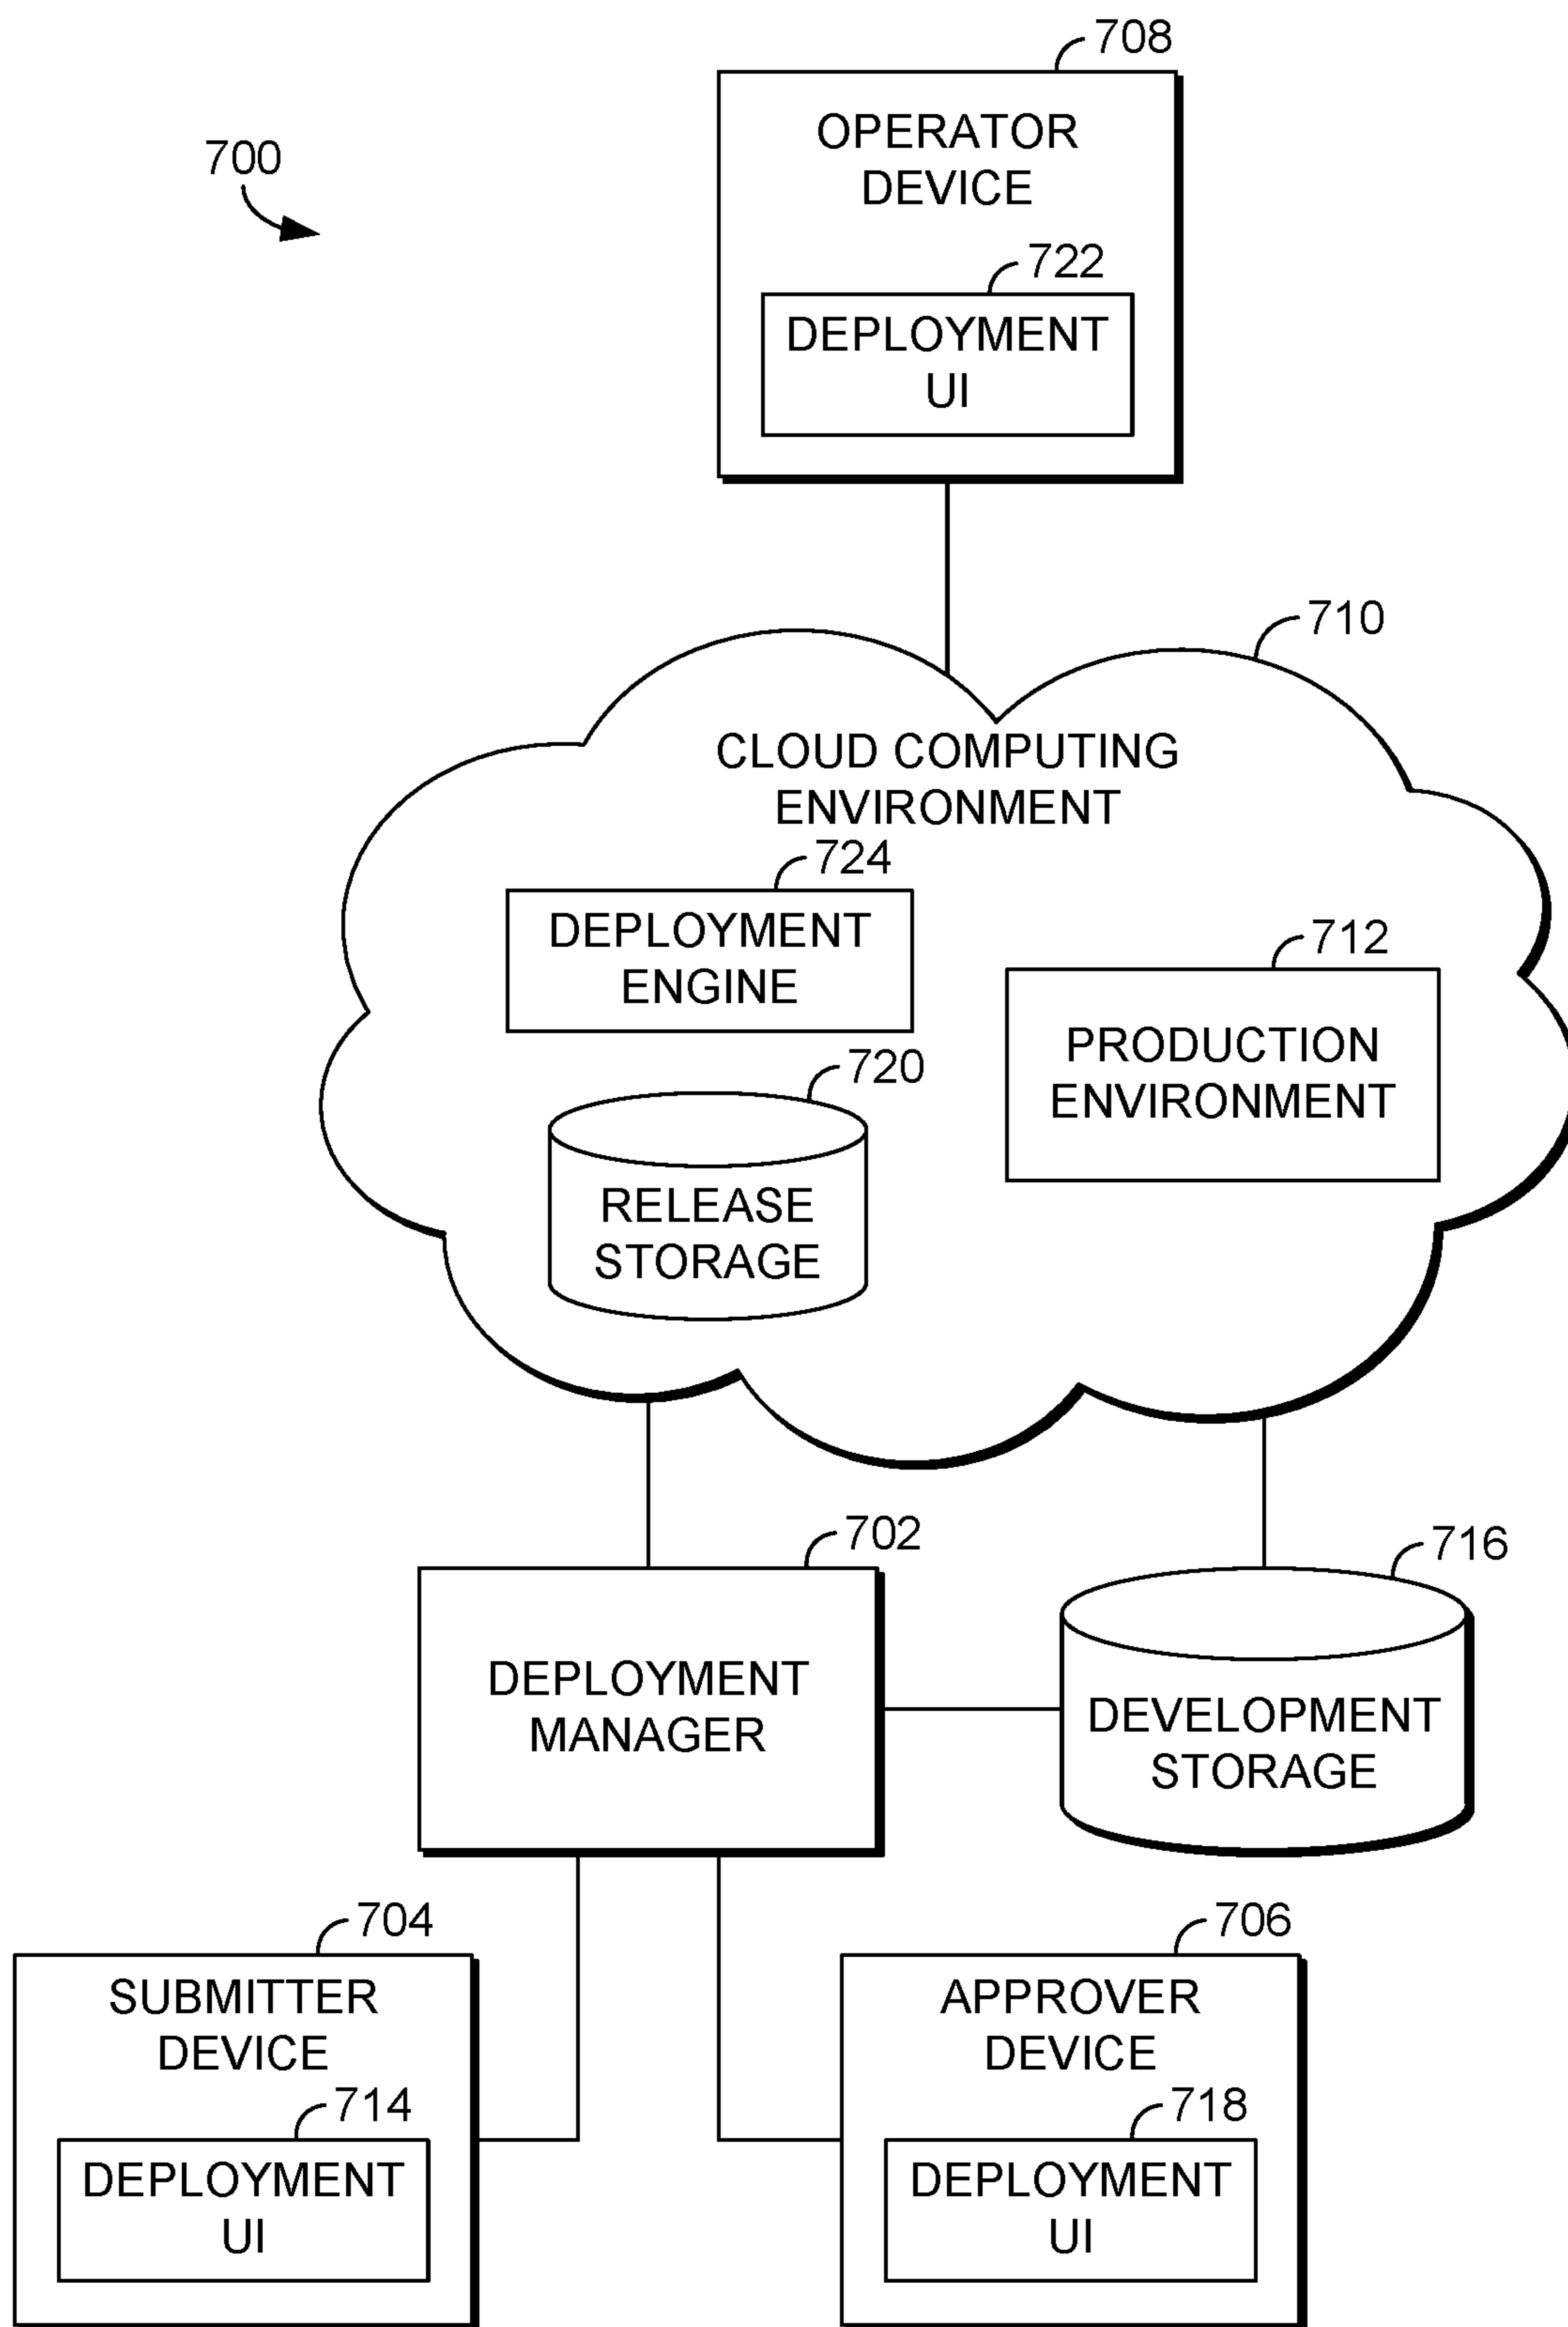 708
OPERATOR
DEVICE
700
722
DEPLOYMENT
UI
710
CLOUD COMPUTING
ENVIRONMENT
724
DEPLOYMENT
ENGINE
712
PRODUCTION
ENVIRONMENT
720
RELEASE
STORAGE
702
DEPLOYMENT
MANAGER
716
DEVELOPMENT
STORAGE
704
SUBMITTER
DEVICE
714
DEPLOYMENT
UI
706
APPROVER
DEVICE
718
DEPLOYMENT
UI